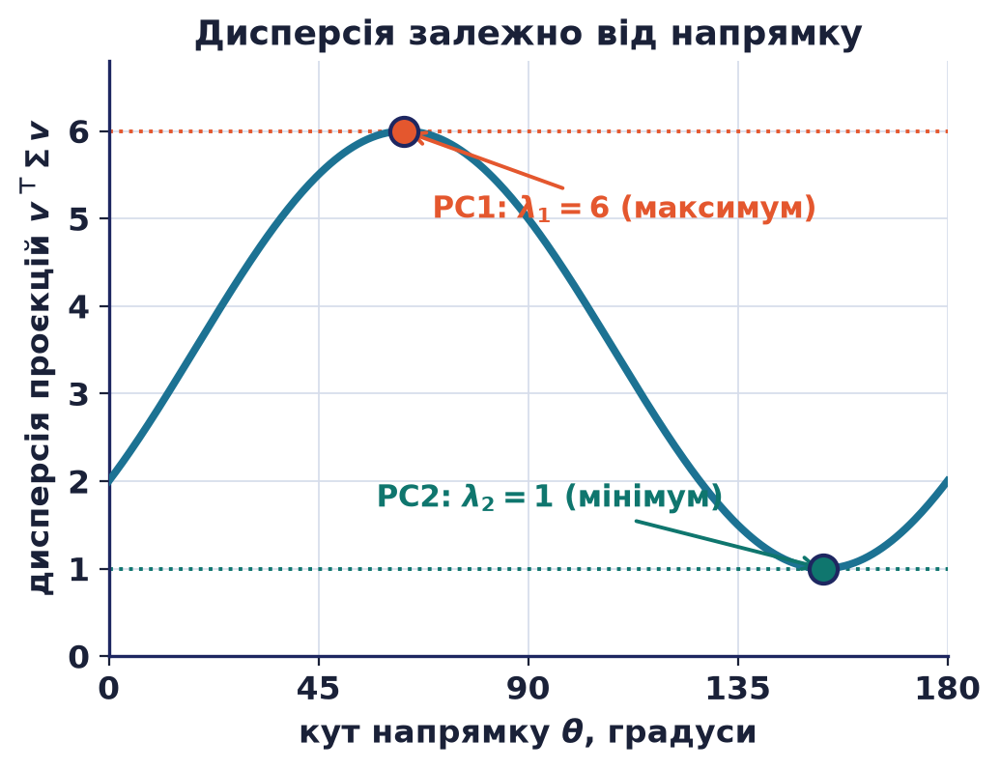 Дисперсія залежно від напрямку
дисперсія проєкцій v ⊤ Σ v
6
5
4
3
2
1
0
PC1: λ₁ = 6 (максимум)
PC2: λ₂ = 1 (мінімум)
0 45 90 135 180
кут напрямку θ, градуси